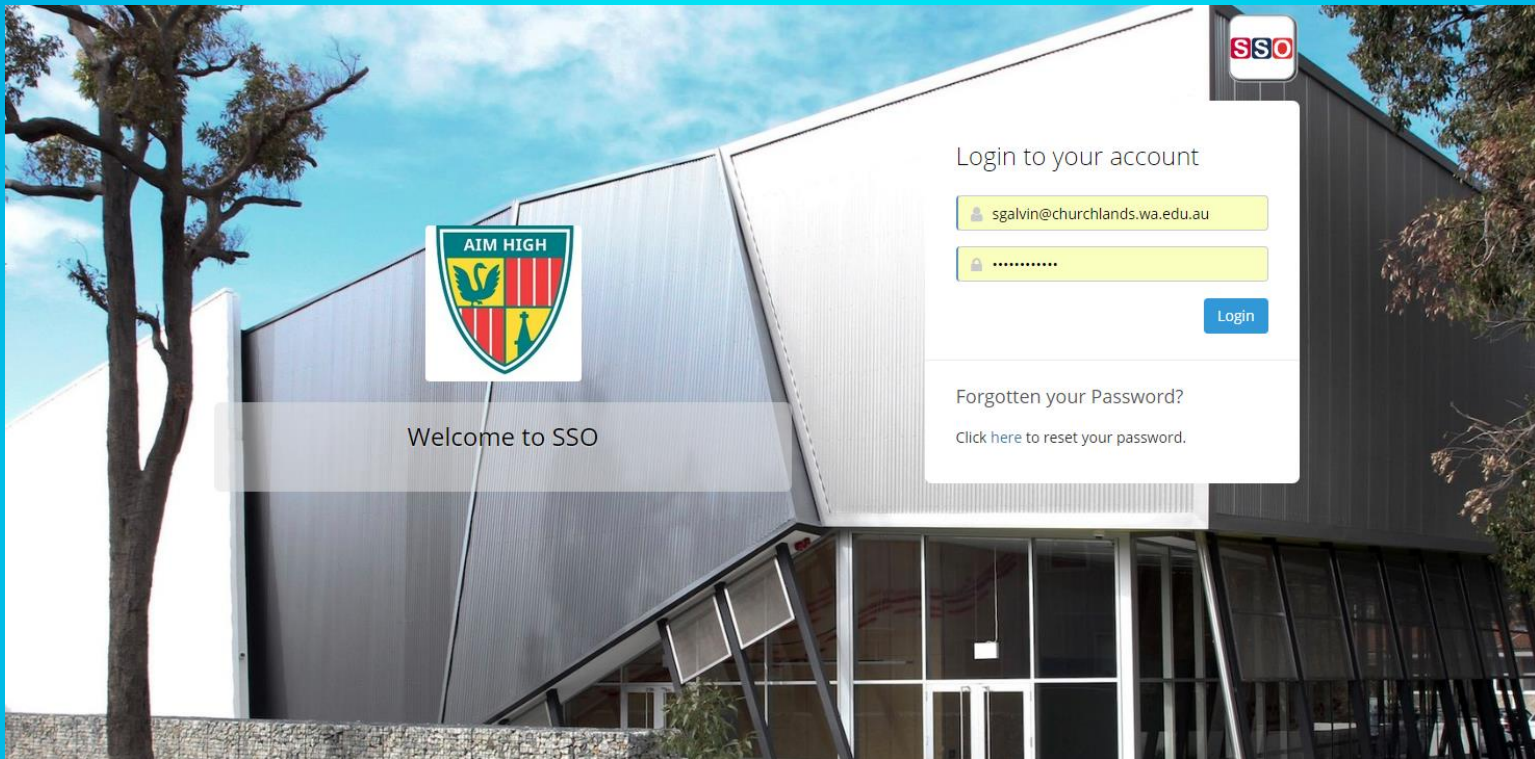 SSO
AIM HIGH
Welcome to SSO
Login to your account
sgalvin@churchlands.wa.edu.au
••••••••••••
Login
Forgotten your Password?
Click here to reset your password.